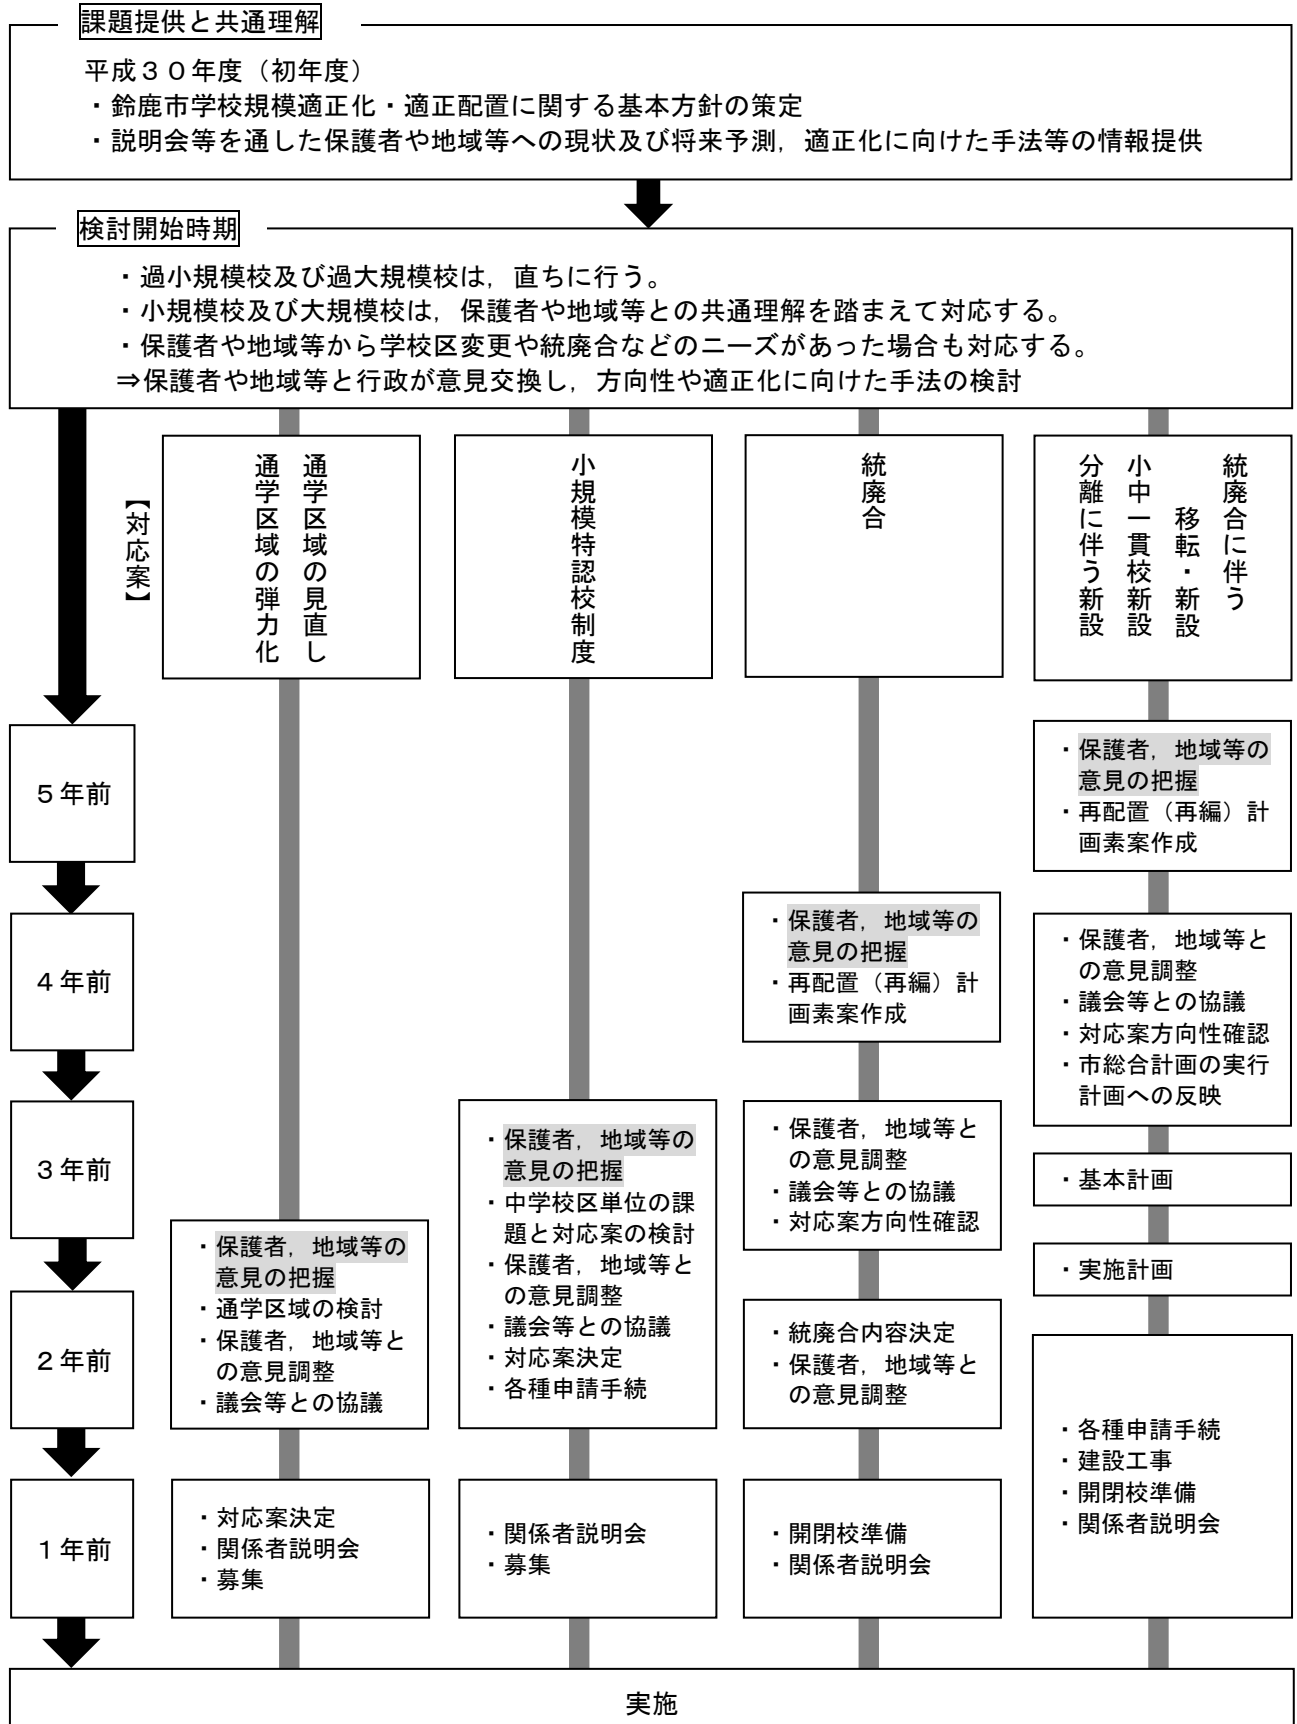 課題提供と共通理解
平成３０年度（初年度）
・鈴鹿市学校規模適正化・適正配置に関する基本方針の策定
・説明会等を通した保護者や地域等への現状及び将来予測，適正化に向けた手法等の情報提供
検討開始時期
・過小規模校及び過大規模校は，直ちに行う。
・小規模校及び大規模校は，保護者や地域等との共通理解を踏まえて対応する。
・保護者や地域等から学校区変更や統廃合などのニーズがあった場合も対応する。
⇒保護者や地域等と行政が意見交換し，方向性や適正化に向けた手法の検討
【対応案】
通学区域の見直し
通学区域の弾力化
小規模特認校制度
統廃合
統廃合に伴う
移転・新設
小中一貫校新設
分離に伴う新設
５年前
４年前
３年前
２年前
１年前
・保護者，地域等の
意見の把握
・通学区域の検討
・保護者，地域等と
の意見調整
・議会等との協議
・対応案決定
・関係者説明会
・募集
・保護者，地域等の
意見の把握
・中学校区単位の課
題と対応案の検討
・保護者，地域等と
の意見調整
・議会等との協議
・対応案決定
・各種申請手続
・関係者説明会
・募集
・保護者，地域等の
意見の把握
・再配置（再編）計
画素案作成
・保護者，地域等と
の意見調整
・議会等との協議
・対応案方向性確認
・統廃合内容決定
・保護者，地域等と
の意見調整
・開閉校準備
・関係者説明会
・保護者，地域等の
意見の把握
・再配置（再編）計
画素案作成
・保護者，地域等と
の意見調整
・議会等との協議
・対応案方向性確認
・市総合計画の実行
計画への反映
・基本計画
・実施計画
・各種申請手続
・建設工事
・開閉校準備
・関係者説明会
実施